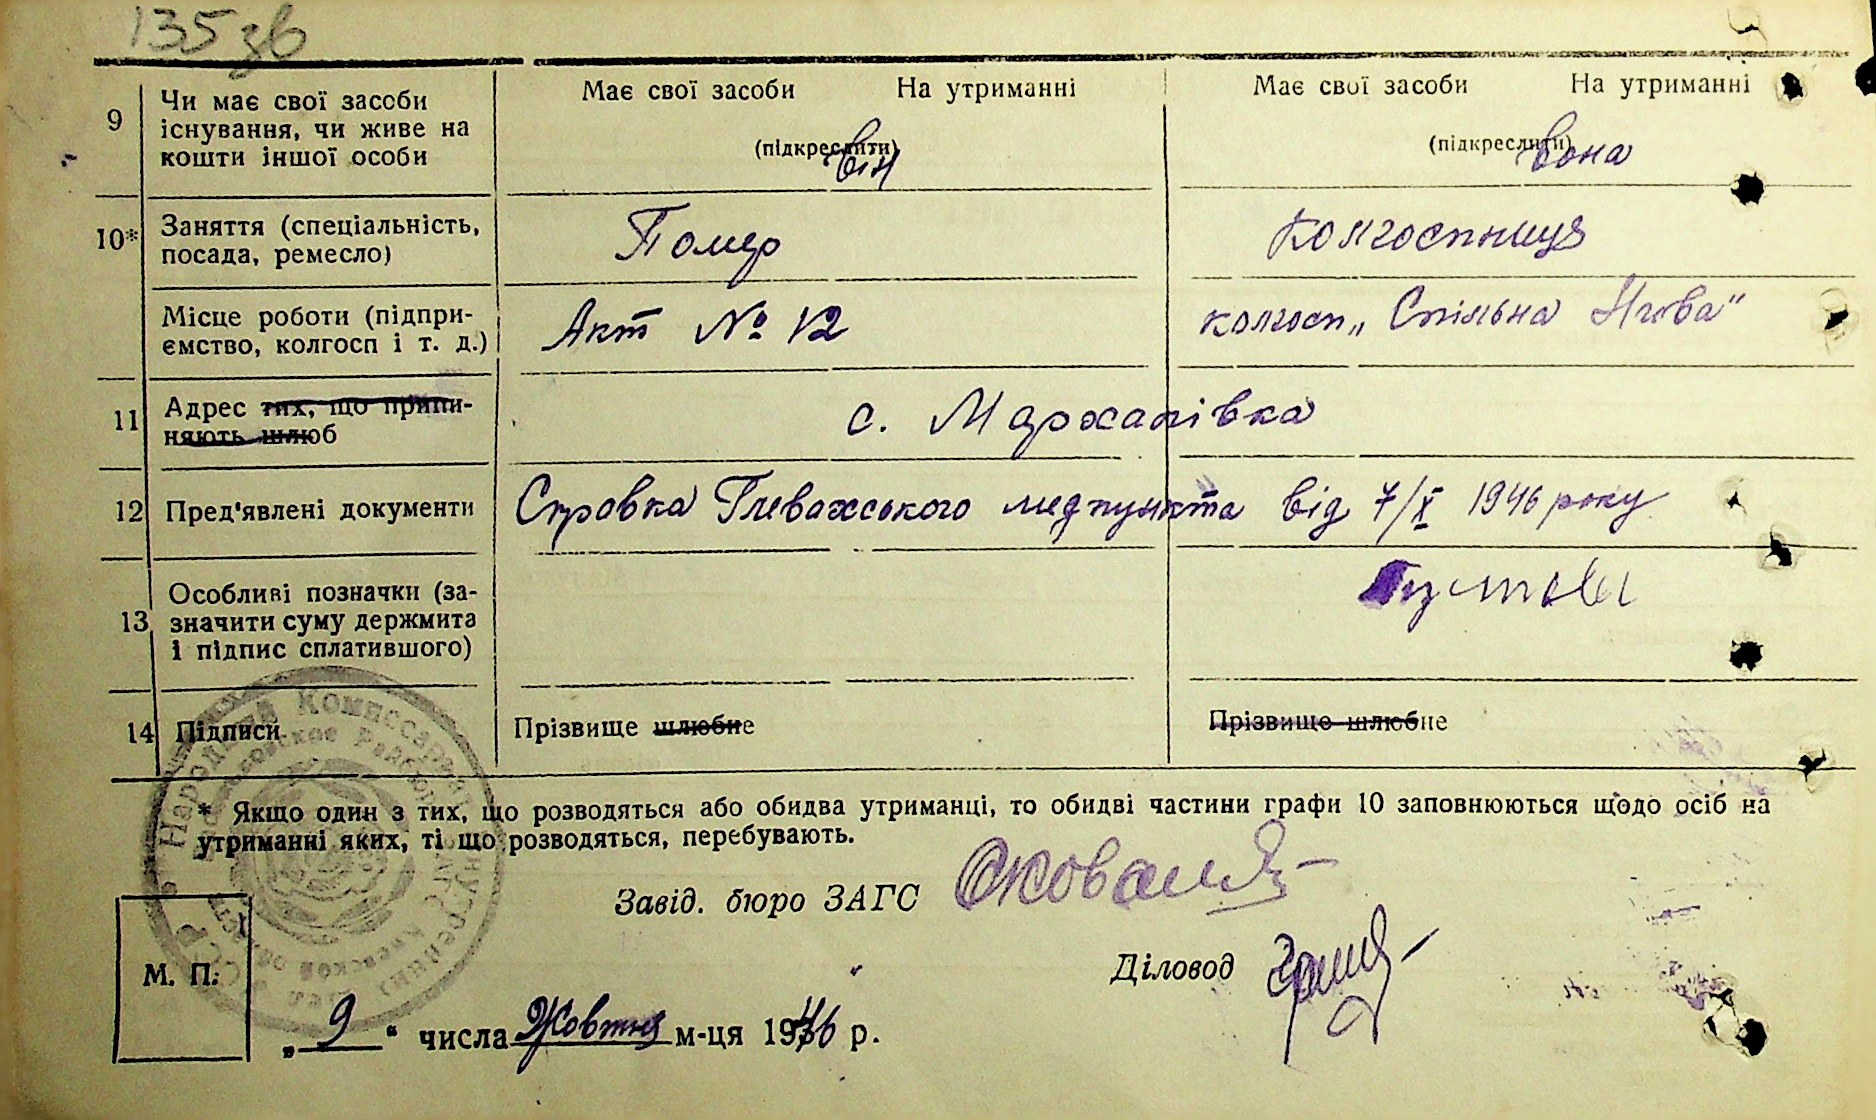 135 зв
9 Чи має свої засоби існування, чи живе на кошти іншої особи
Має свої засоби На утриманні
(підкреслити)
він
Має свої засоби На утриманні
(підкреслити)
вона
10* Заняття (спеціальність, посада, ремесло)
Помер
колгоспниця
Місце роботи (підприємство, колгосп і т. д.)
Акт № 12
колгосп „Спільна Нива"
11 Адрес тих, що припиняють шлюб
с. Мархалівка
12 Пред'явлені документи
Справка Глевахського медпункта від 7/X 1946 року
13 Особливі позначки (зазначити суму держмита і підпис сплатившого)
14 Підписи
Прізвище шлюбне
Прізвище шлюбне
* Якщо один з тих, що розводяться або обидва утриманці, то обидві частини графи 10 заповнюються щодо осіб на
утриманні яких, ті що розводяться, перебувають.
Завід. бюро ЗАГС
Діловод
М. П.
„ 9 " числа Жовтня м-ця 1946 р.